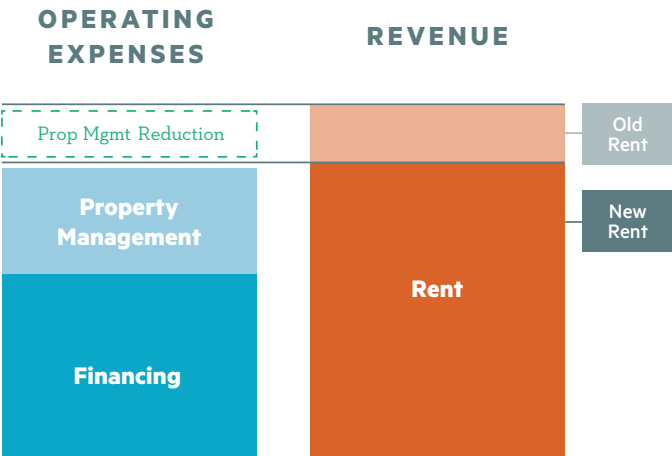 OPERATING
EXPENSES
REVENUE
Prop Mgmt Reduction
Old
Rent
Property
Management
New
Rent
Rent
Financing